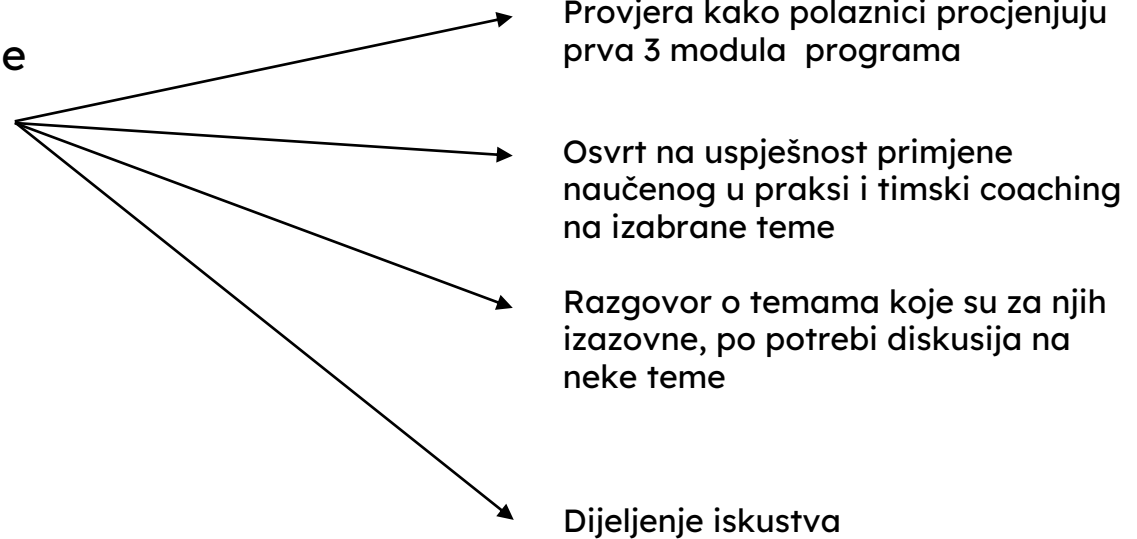 e
Provjera kako polaznici procjenjuju
prva 3 modula programa
Osvrt na uspješnost primjene
naučenog u praksi i timski coaching
na izabrane teme
Razgovor o temama koje su za njih
izazovne, po potrebi diskusija na
neke teme
Dijeljenje iskustva